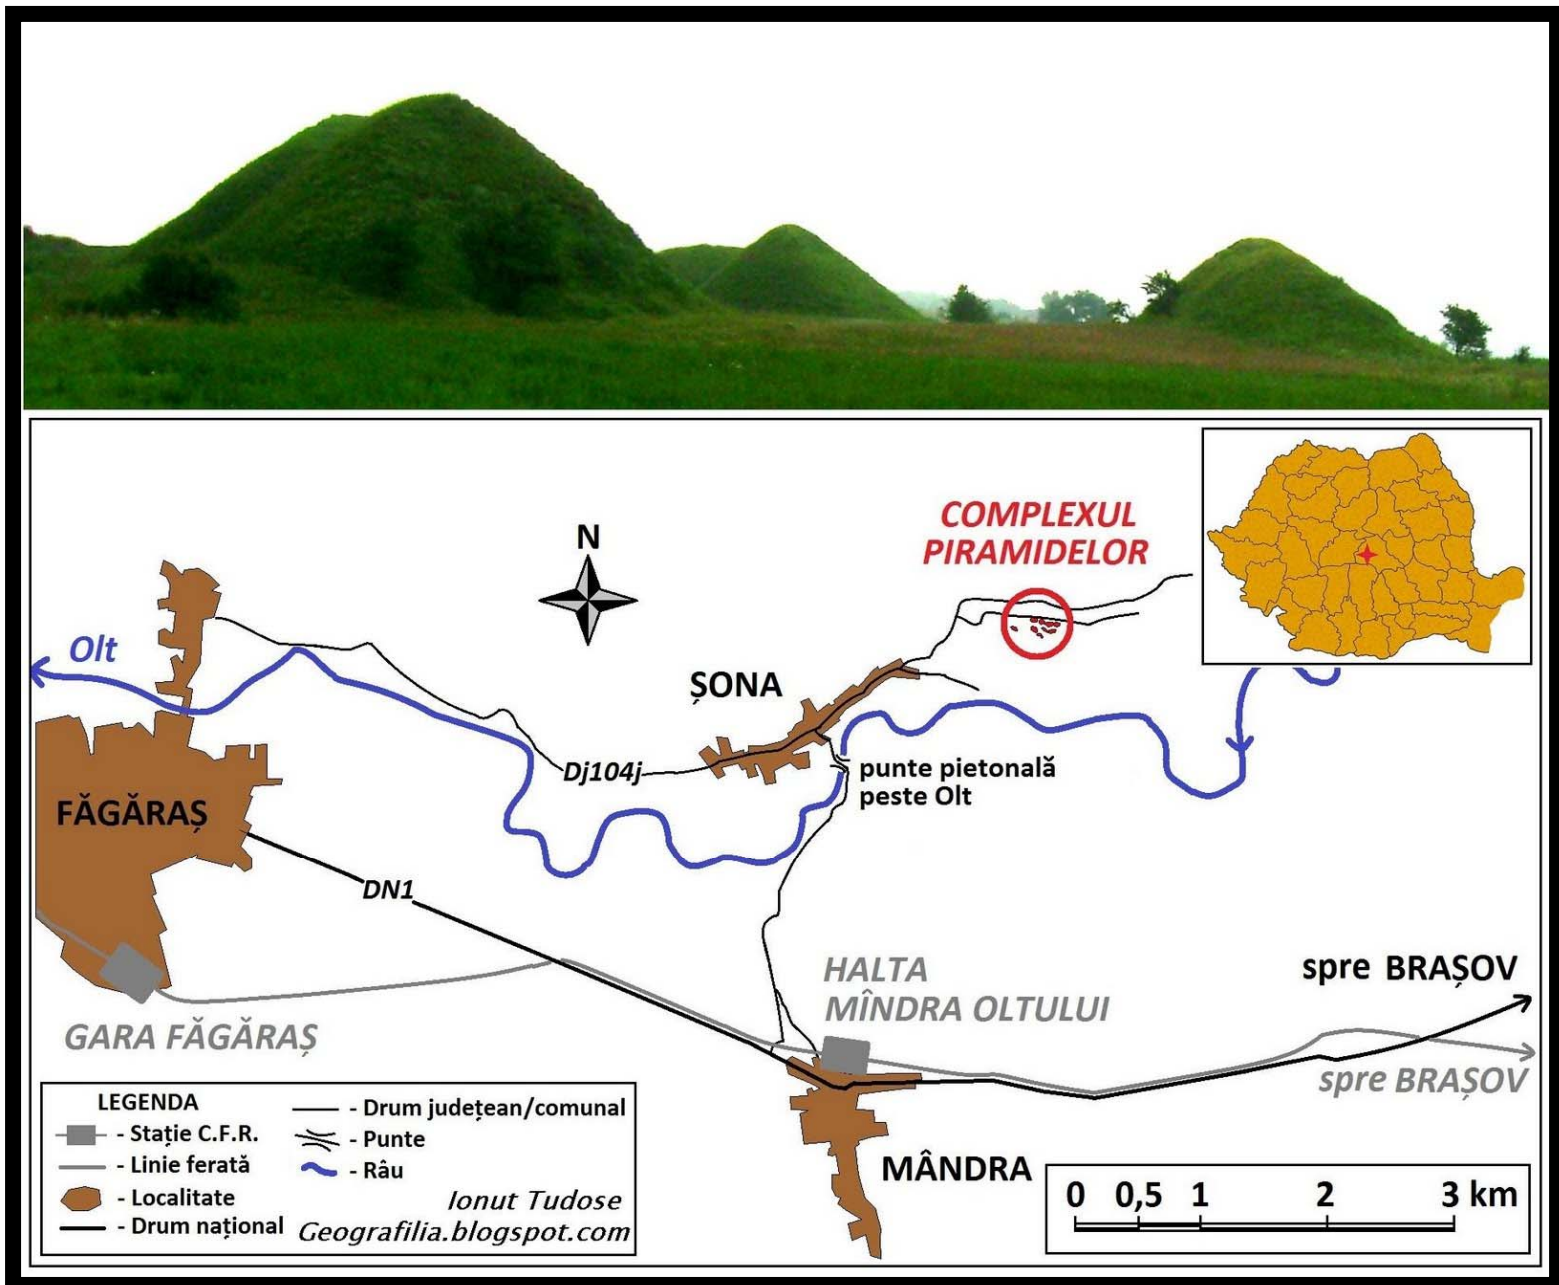 COMPLEXUL
PIRAMIDELOR
N
Olt
ȘONA
Dj104j
punte pietonală
peste Olt
FĂGĂRAȘ
DN1
HALTA
MÎNDRA OLTULUI
spre BRAȘOV
GARA FĂGĂRAȘ
spre BRAȘOV
MÂNDRA
LEGENDA
- Stație C.F.R.
- Linie ferată
- Localitate
- Drum național
- Drum județean/comunal
- Punte
- Râu
Ionut Tudose
Geografilia.blogspot.com
0 0,5 1 2 3 km